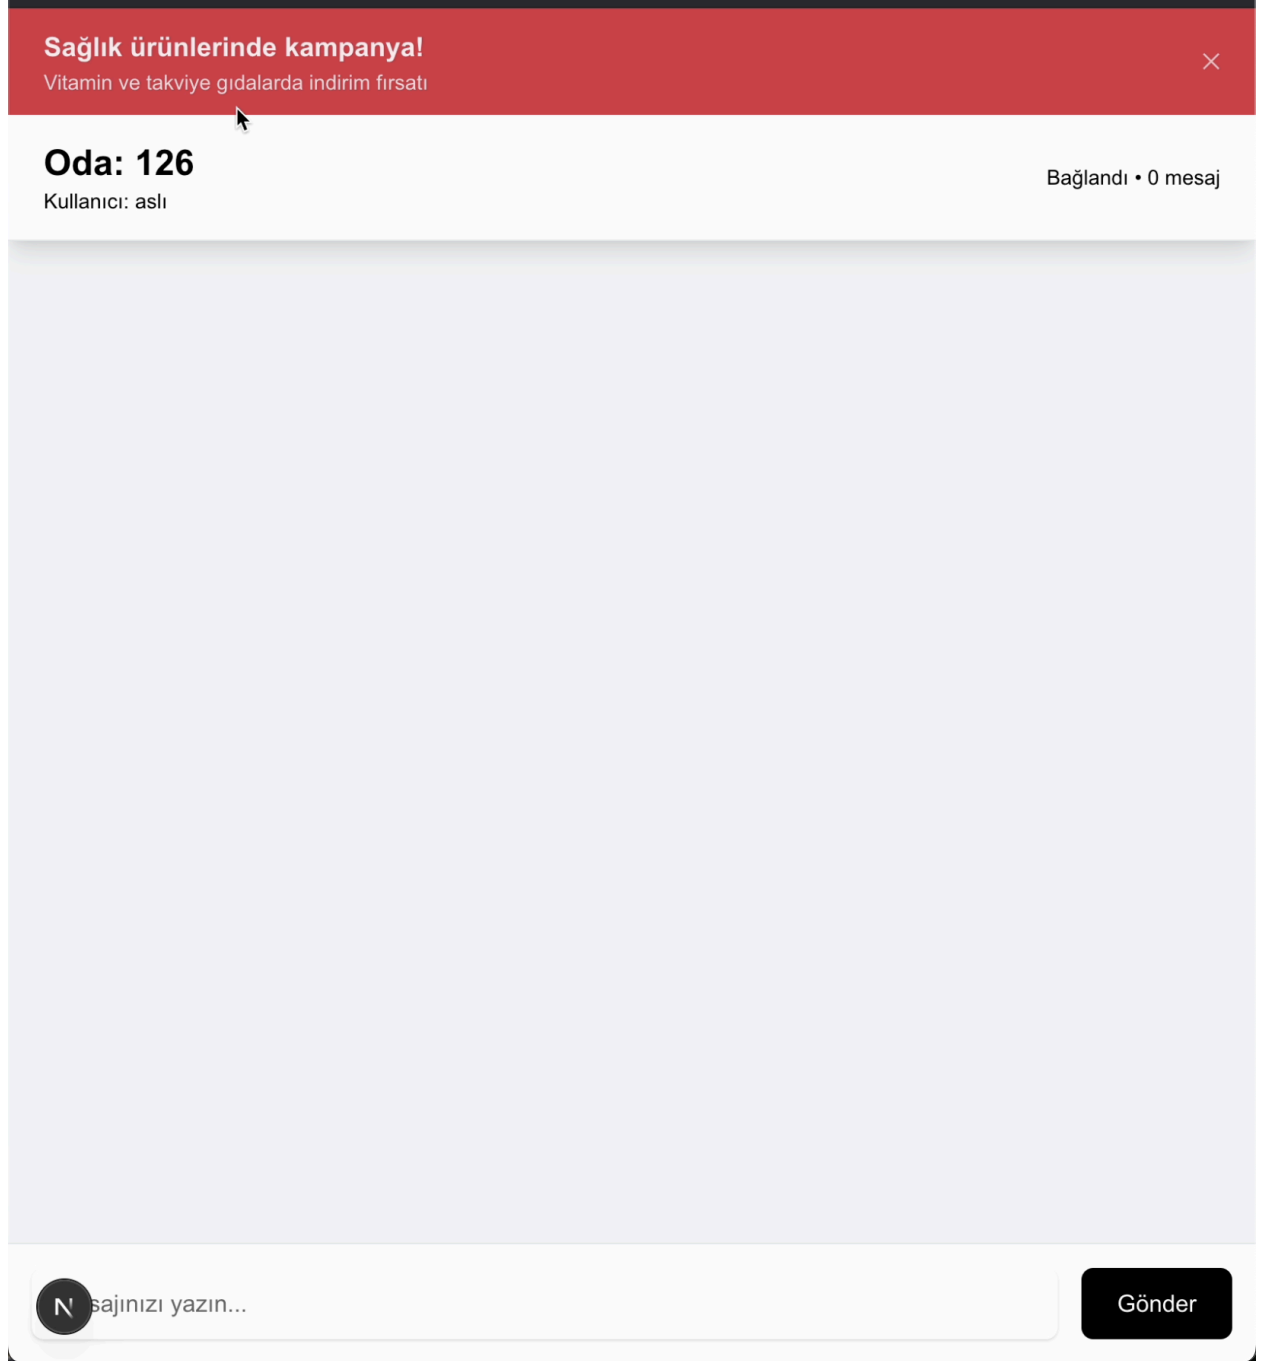 Sağlık ürünlerinde kampanya!
Vitamin ve takviye gıdalarda indirim fırsatı
Oda: 126
Kullanıcı: aslı
Bağlandı • 0 mesaj
N
sajınızı yazın...
Gönder